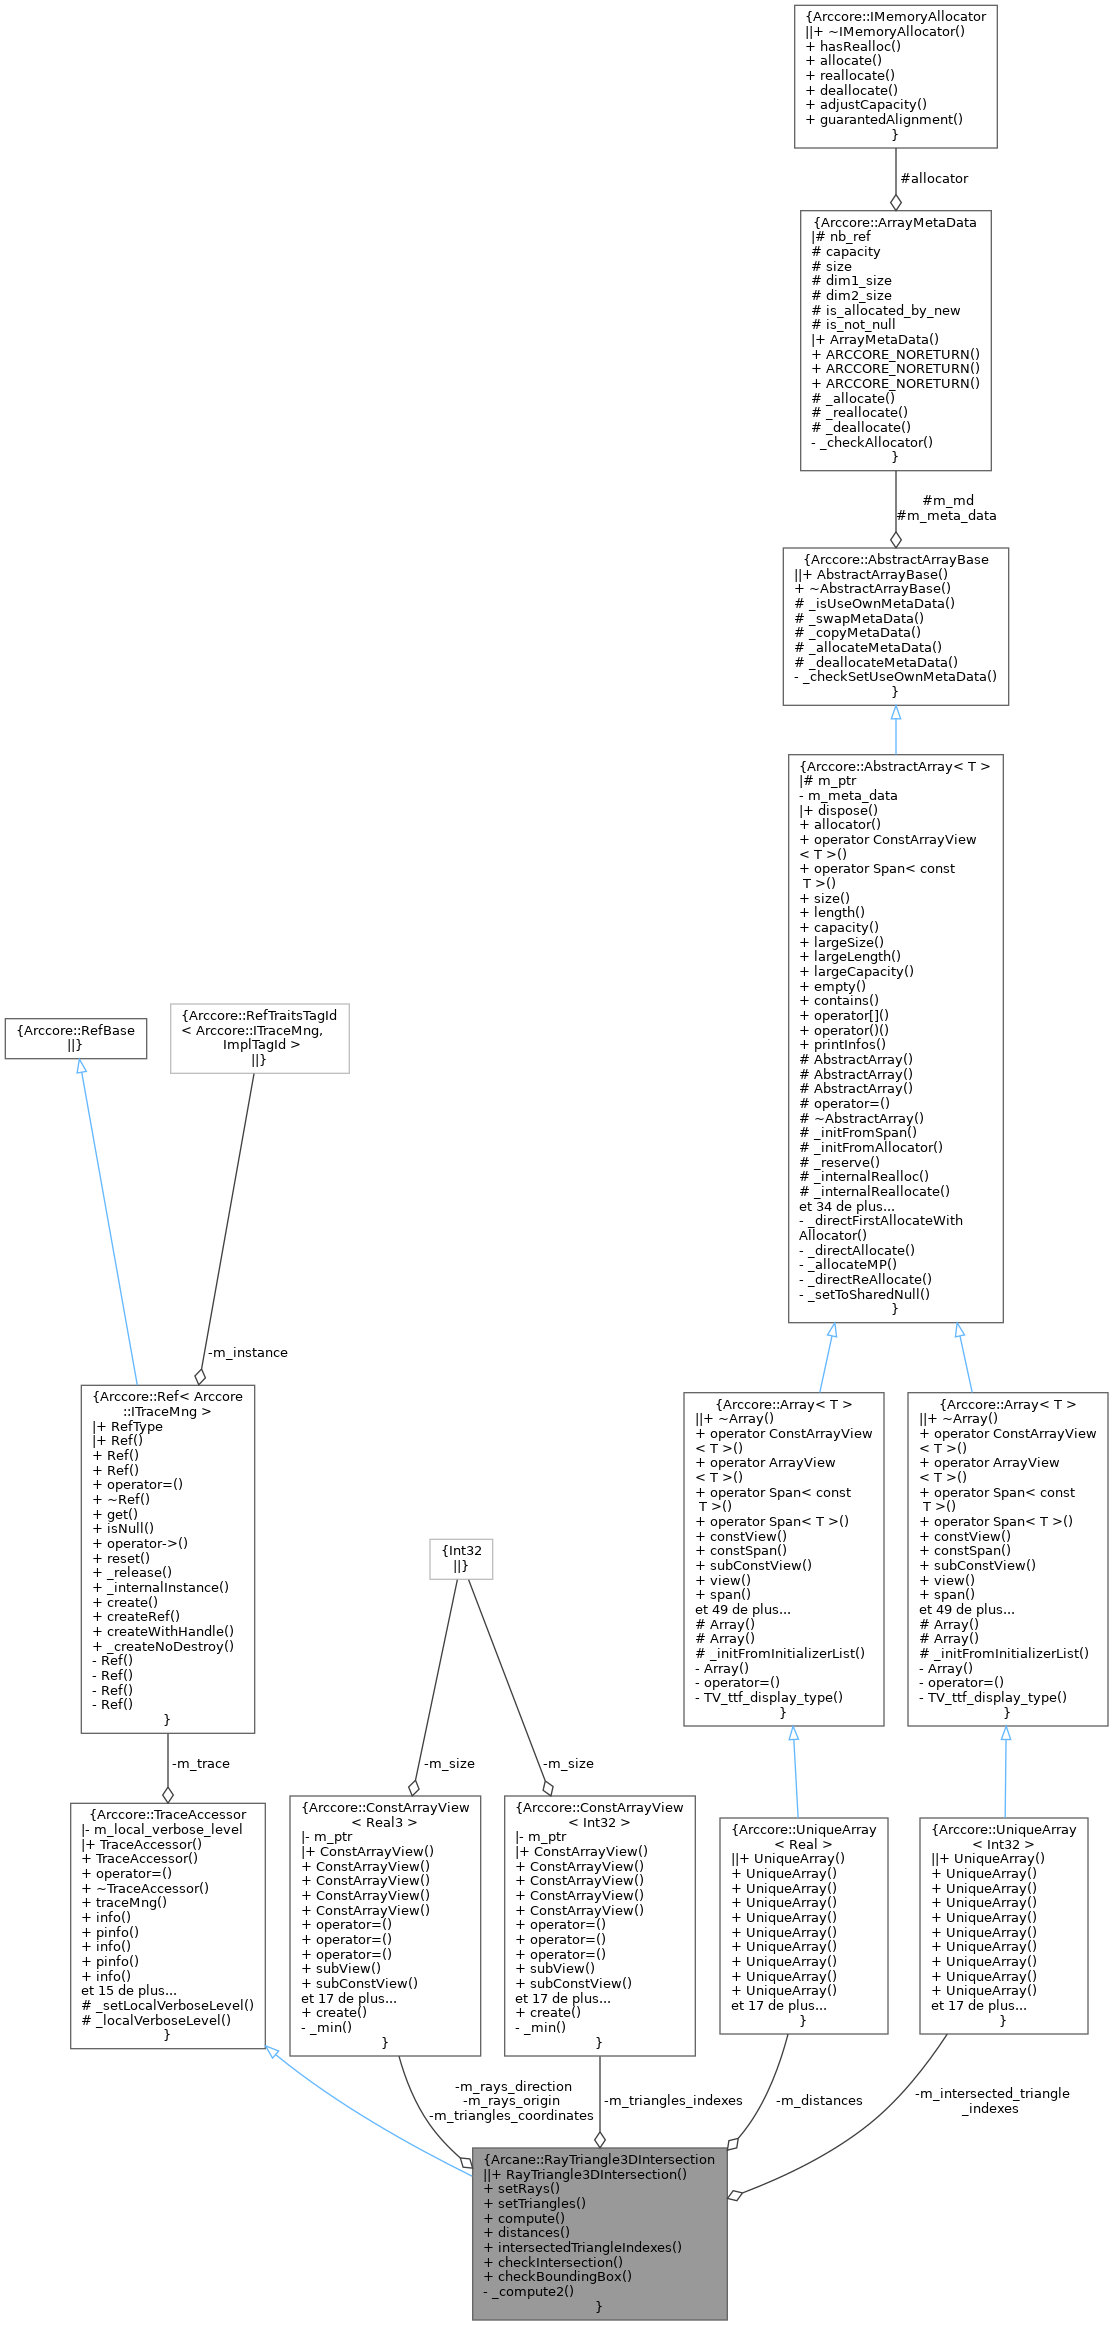 {Arccore::IMemoryAllocator
||+ ~IMemoryAllocator()
+ hasRealloc()
+ allocate()
+ reallocate()
+ deallocate()
+ adjustCapacity()
+ guarantedAlignment()
}
#allocator
{Arccore::ArrayMetaData
|# nb_ref
# capacity
# size
# dim1_size
# dim2_size
# is_allocated_by_new
# is_not_null
|+ ArrayMetaData()
+ ARCCORE_NORETURN()
+ ARCCORE_NORETURN()
+ ARCCORE_NORETURN()
# _allocate()
# _reallocate()
# _deallocate()
- _checkAllocator()
}
#m_md
#m_meta_data
{Arccore::AbstractArrayBase
||+ AbstractArrayBase()
+ ~AbstractArrayBase()
# _isUseOwnMetaData()
# _swapMetaData()
# _copyMetaData()
# _allocateMetaData()
# _deallocateMetaData()
- _checkSetUseOwnMetaData()
}
{Arccore::AbstractArray< T >
|# m_ptr
- m_meta_data
|+ dispose()
+ allocator()
+ operator ConstArrayView
< T >()
+ operator Span< const
T >()
+ size()
+ length()
+ capacity()
+ largeSize()
+ largeLength()
+ largeCapacity()
+ empty()
+ contains()
+ operator[]()
+ operator()()
+ printInfos()
# AbstractArray()
# AbstractArray()
# AbstractArray()
# operator=()
# ~AbstractArray()
# _initFromSpan()
# _initFromAllocator()
# _reserve()
# _internalRealloc()
# _internalReallocate()
et 34 de plus...
- _directFirstAllocateWith
Allocator()
- _directAllocate()
- _allocateMP()
- _directReAllocate()
- _setToSharedNull()
}
{Arccore::RefBase
||}
{Arccore::RefTraitsTagId
< Arccore::ITraceMng,
ImplTagId >
||}
-m_instance
{Arccore::Ref< Arccore
::ITraceMng >
|+ RefType
|+ Ref()
+ Ref()
+ Ref()
+ operator=()
+ ~Ref()
+ get()
+ isNull()
+ operator->()
+ reset()
+ _release()
+ _internalInstance()
+ create()
+ createRef()
+ createWithHandle()
+ _createNoDestroy()
- Ref()
- Ref()
- Ref()
- Ref()
}
{Int32
||}
{Arccore::Array< T >
||+ ~Array()
+ operator ConstArrayView
< T >()
+ operator ArrayView
< T >()
+ operator Span< const
T >()
+ operator Span< T >()
+ constView()
+ constSpan()
+ subConstView()
+ view()
+ span()
et 49 de plus...
# Array()
# Array()
# _initFromInitializerList()
- Array()
- operator=()
- TV_ttf_display_type()
}
{Arccore::Array< T >
||+ ~Array()
+ operator ConstArrayView
< T >()
+ operator ArrayView
< T >()
+ operator Span< const
T >()
+ operator Span< T >()
+ constView()
+ constSpan()
+ subConstView()
+ view()
+ span()
et 49 de plus...
# Array()
# Array()
# _initFromInitializerList()
- Array()
- operator=()
- TV_ttf_display_type()
}
-m_trace
-m_size
-m_size
{Arccore::TraceAccessor
|- m_local_verbose_level
|+ TraceAccessor()
+ TraceAccessor()
+ operator=()
+ ~TraceAccessor()
+ traceMng()
+ info()
+ pinfo()
+ info()
+ pinfo()
+ info()
et 15 de plus...
# _setLocalVerboseLevel()
# _localVerboseLevel()
}
{Arccore::ConstArrayView
< Real3 >
|- m_ptr
|+ ConstArrayView()
+ ConstArrayView()
+ ConstArrayView()
+ ConstArrayView()
+ ConstArrayView()
+ operator=()
+ operator=()
+ operator=()
+ subView()
+ subConstView()
et 17 de plus...
+ create()
- _min()
}
{Arccore::ConstArrayView
< Int32 >
|- m_ptr
|+ ConstArrayView()
+ ConstArrayView()
+ ConstArrayView()
+ ConstArrayView()
+ ConstArrayView()
+ operator=()
+ operator=()
+ operator=()
+ subView()
+ subConstView()
et 17 de plus...
+ create()
- _min()
}
{Arccore::UniqueArray
< Real >
||+ UniqueArray()
+ UniqueArray()
+ UniqueArray()
+ UniqueArray()
+ UniqueArray()
+ UniqueArray()
+ UniqueArray()
+ UniqueArray()
+ UniqueArray()
+ UniqueArray()
et 17 de plus...
}
{Arccore::UniqueArray
< Int32 >
||+ UniqueArray()
+ UniqueArray()
+ UniqueArray()
+ UniqueArray()
+ UniqueArray()
+ UniqueArray()
+ UniqueArray()
+ UniqueArray()
+ UniqueArray()
+ UniqueArray()
et 17 de plus...
}
-m_rays_direction
-m_rays_origin
-m_triangles_coordinates
-m_triangles_indexes
-m_distances
-m_intersected_triangle
_indexes
{Arcane::RayTriangle3DIntersection
||+ RayTriangle3DIntersection()
+ setRays()
+ setTriangles()
+ compute()
+ distances()
+ intersectedTriangleIndexes()
+ checkIntersection()
+ checkBoundingBox()
- _compute2()
}